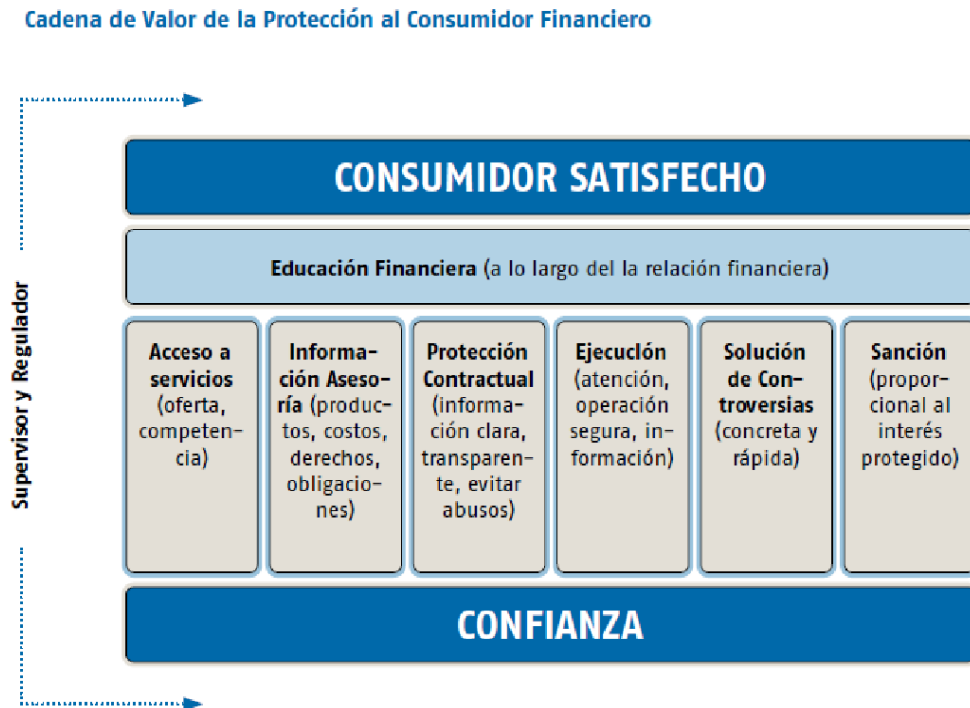 Cadena de Valor de la Protección al Consumidor Financiero
CONSUMIDOR SATISFECHO
Educación Financiera (a lo largo del la relación financiera)
Supervisor y Regulador
Acceso a
servicios
(oferta,
competen-
cia)
Informa-
ción Aseso-
ría (produc-
tos, costos,
derechos,
obligacio-
nes)
Protección
Contractual
(informa-
ción clara,
transparen-
te, evitar
abusos)
Ejecución
(atención,
operación
segura, in-
formación)
Solución
de Con-
troversias
(concreta y
rápida)
Sanción
(propor-
cional al
interés
protegido)
CONFIANZA